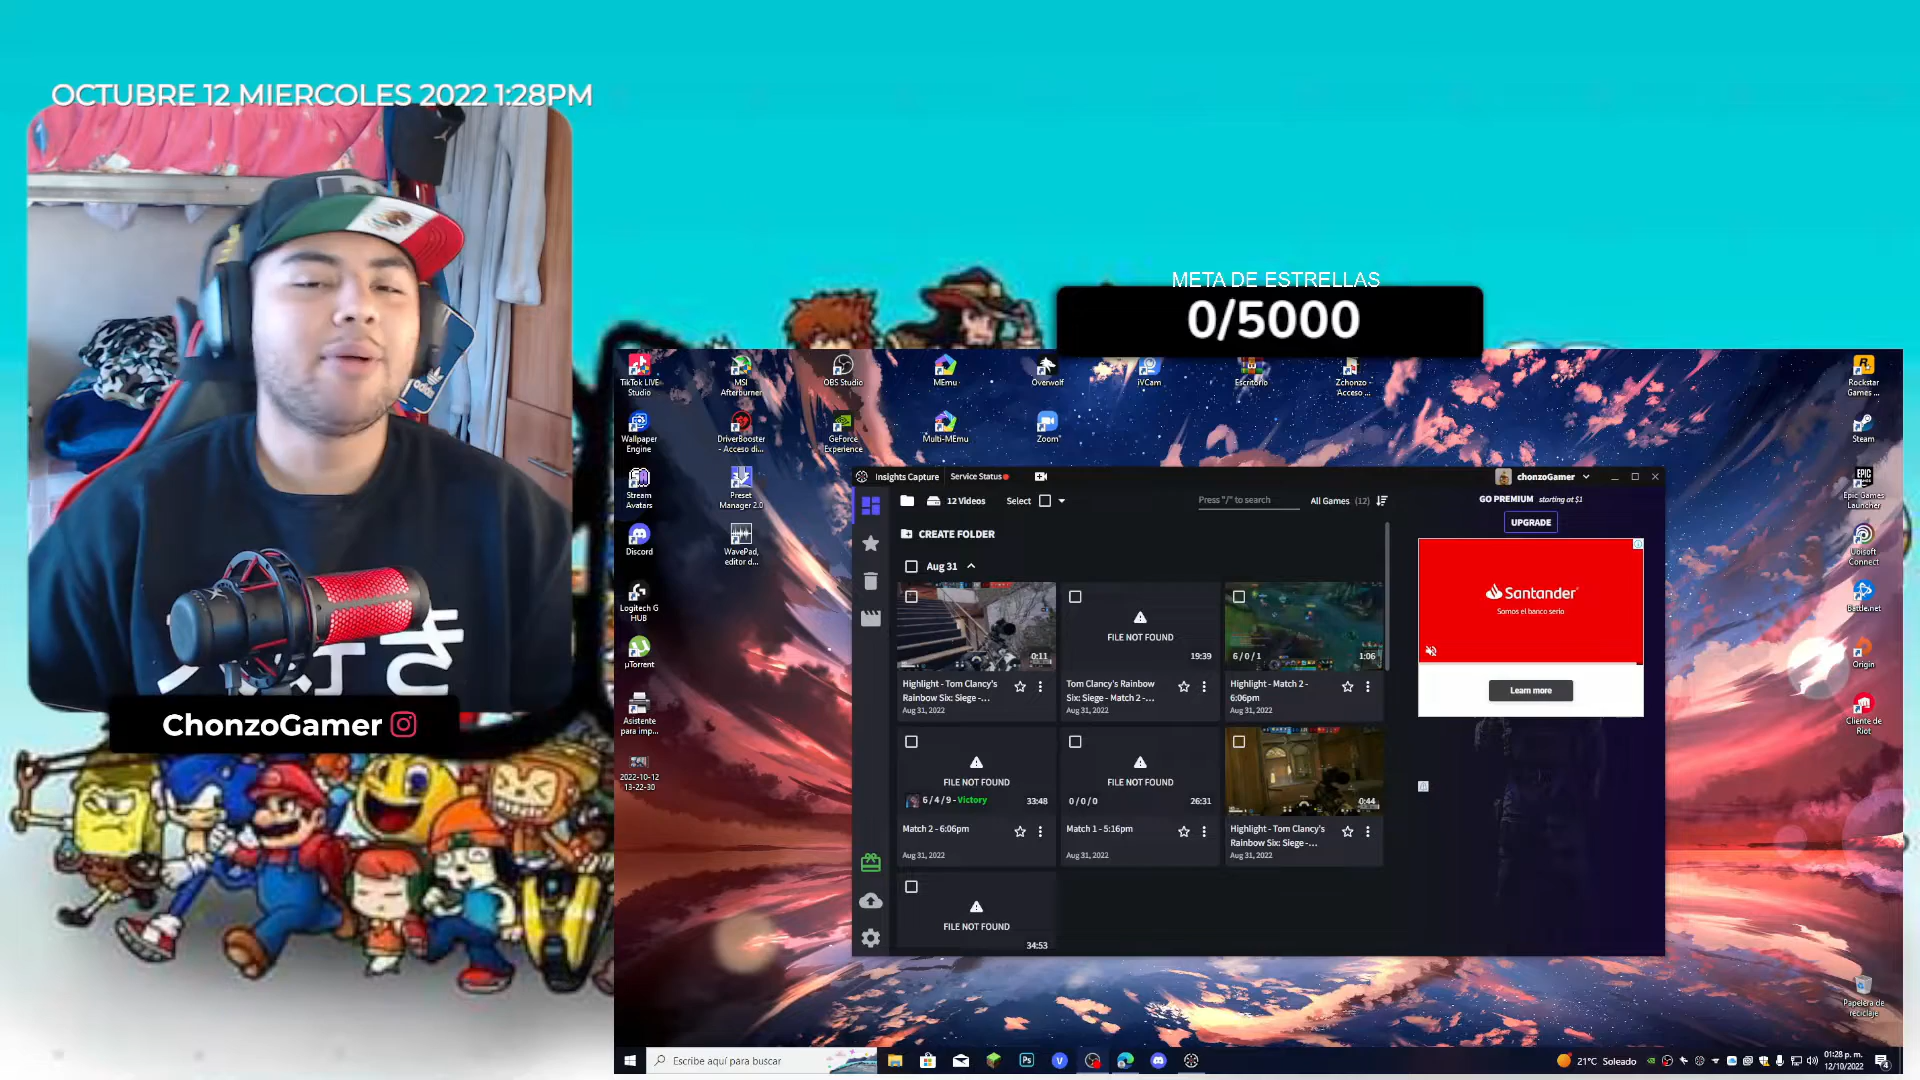 OCTUBRE 12 MIERCOLES 2022 1:28PM
META DE ESTRELLAS
0/5000
ChonzoGamer
TikTok LIVE
Studio
MSI
Afterburner
OBS Studio
MEmu
Overwolf
iVCam
Escritorio
Zchonzo -
Acceso ...
Rockstar
Games ...
Wallpaper
Engine
DriverBooster
- Acceso di...
GeForce
Experience
Multi-MEmu
Zoom
Steam
Stream
Avatars
Preset
Manager 2.0
EPIC
Epic Games
Launcher
Discord
WavePad,
editor d...
Ubisoft
Connect
Logitech G
HUB
Battle.net
µTorrent
Origin
Asistente
para imp...
Cliente de
Riot
2022-10-12
13-22-30
Papelera de
reciclaje
Insights Capture
Service Status
chonzoGamer
12 Videos
Select
Press "/" to search
All Games (12)
GO PREMIUM starting at $1
UPGRADE
CREATE FOLDER
Aug 31
0:11
Highlight - Tom Clancy's
Rainbow Six: Siege -...
Aug 31, 2022
FILE NOT FOUND
19:39
Tom Clancy's Rainbow
Six: Siege - Match 2 -...
Aug 31, 2022
6 / 0 / 1
1:06
Highlight - Match 2 -
6:06pm
Aug 31, 2022
FILE NOT FOUND
6 / 4 / 9 - Victory
33:48
Match 2 - 6:06pm
Aug 31, 2022
FILE NOT FOUND
0 / 0 / 0
26:31
Match 1 - 5:16pm
Aug 31, 2022
0:44
Highlight - Tom Clancy's
Rainbow Six: Siege -...
Aug 31, 2022
FILE NOT FOUND
34:53
Santander
Somos el banco serio
Learn more
Escribe aquí para buscar
Ps
21°C Soleado
01:28 p. m.
12/10/2022
4